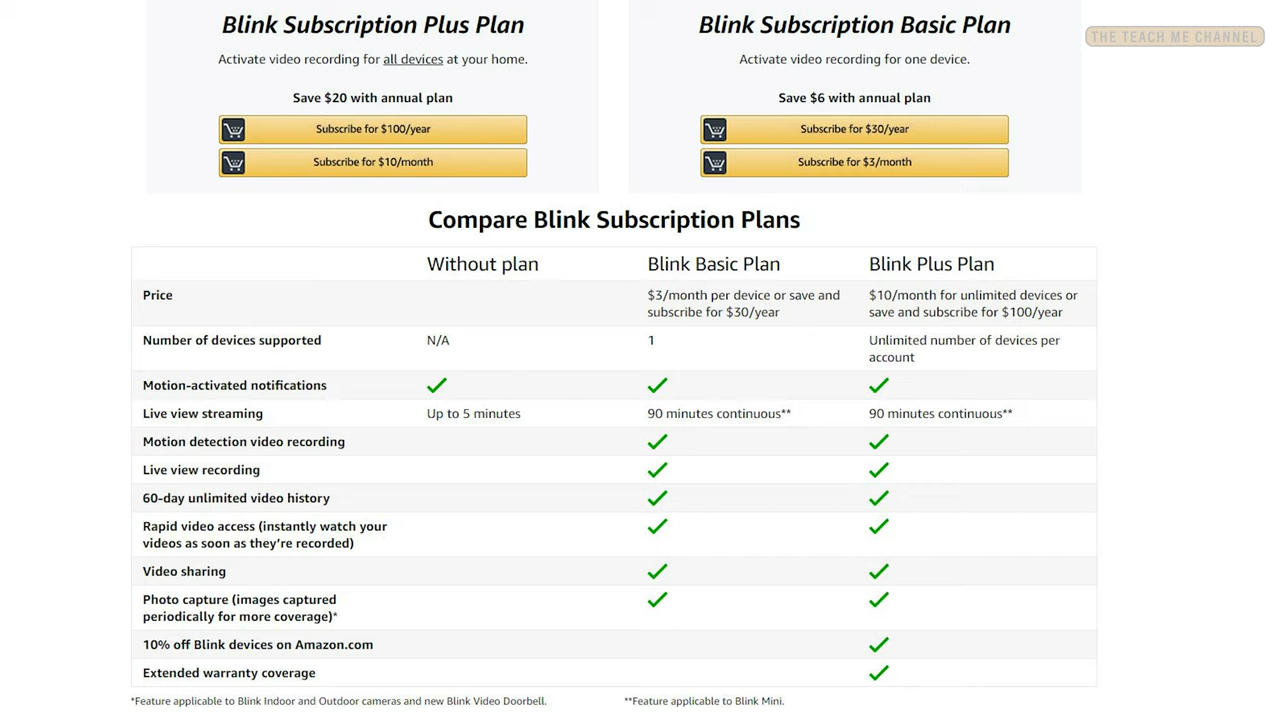 Blink Subscription Plus Plan
Activate video recording for all devices at your home.
Save $20 with annual plan
Subscribe for $100/year
Subscribe for $10/month
Blink Subscription Basic Plan
Activate video recording for one device.
Save $6 with annual plan
Subscribe for $30/year
Subscribe for $3/month
THE TEACH ME CHANNEL
Compare Blink Subscription Plans
Without plan Blink Basic Plan Blink Plus Plan
Price $3/month per device or save and $10/month for unlimited devices or
subscribe for $30/year save and subscribe for $100/year
Number of devices supported N/A 1 Unlimited number of devices per
account
Motion-activated notifications
Live view streaming Up to 5 minutes 90 minutes continuous** 90 minutes continuous**
Motion detection video recording
Live view recording
60-day unlimited video history
Rapid video access (instantly watch your
videos as soon as they're recorded)
Video sharing
Photo capture (images captured
periodically for more coverage)*
10% off Blink devices on Amazon.com
Extended warranty coverage
*Feature applicable to Blink Indoor and Outdoor cameras and new Blink Video Doorbell. **Feature applicable to Blink Mini.